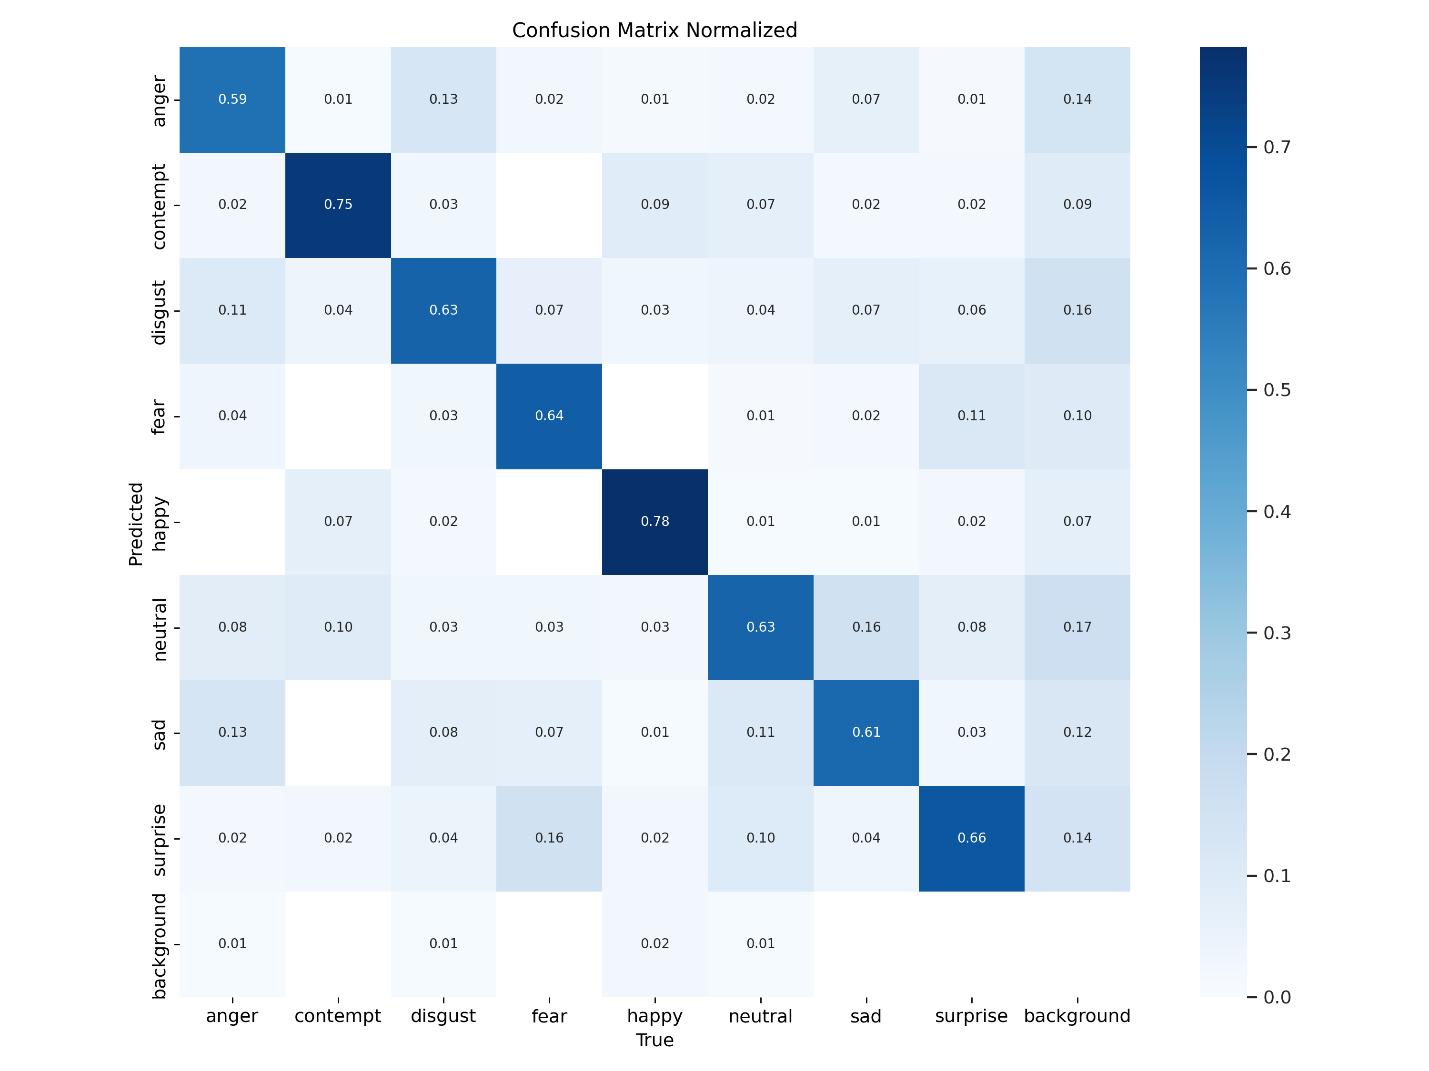 Confusion Matrix Normalized
anger 0.59 0.01 0.13 0.02 0.01 0.02 0.07 0.01 0.14
contempt 0.02 0.75 0.03 0.09 0.07 0.02 0.02 0.09
disgust 0.11 0.04 0.63 0.07 0.03 0.04 0.07 0.06 0.16
fear 0.04 0.03 0.64 0.01 0.02 0.11 0.10
Predicted
happy 0.07 0.02 0.78 0.01 0.01 0.02 0.07
neutral 0.08 0.10 0.03 0.03 0.03 0.63 0.16 0.08 0.17
sad 0.13 0.08 0.07 0.01 0.11 0.61 0.03 0.12
surprise 0.02 0.02 0.04 0.16 0.02 0.10 0.04 0.66 0.14
background 0.01 0.01 0.02 0.01
anger contempt disgust fear happy neutral sad surprise background
True
0.7
0.6
0.5
0.4
0.3
0.2
0.1
0.0